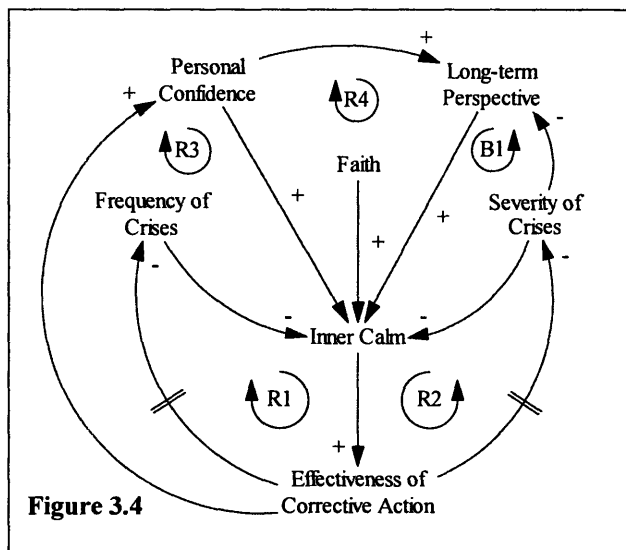 +
Personal
Confidence
+
Long-term
Perspective
+
R4
R3
B1
-
Faith
Frequency of
Crises
+
+
+
Severity of
Crises
-
-
-
-
Inner Calm
R1
R2
+
Effectiveness of
Corrective Action
Figure 3.4